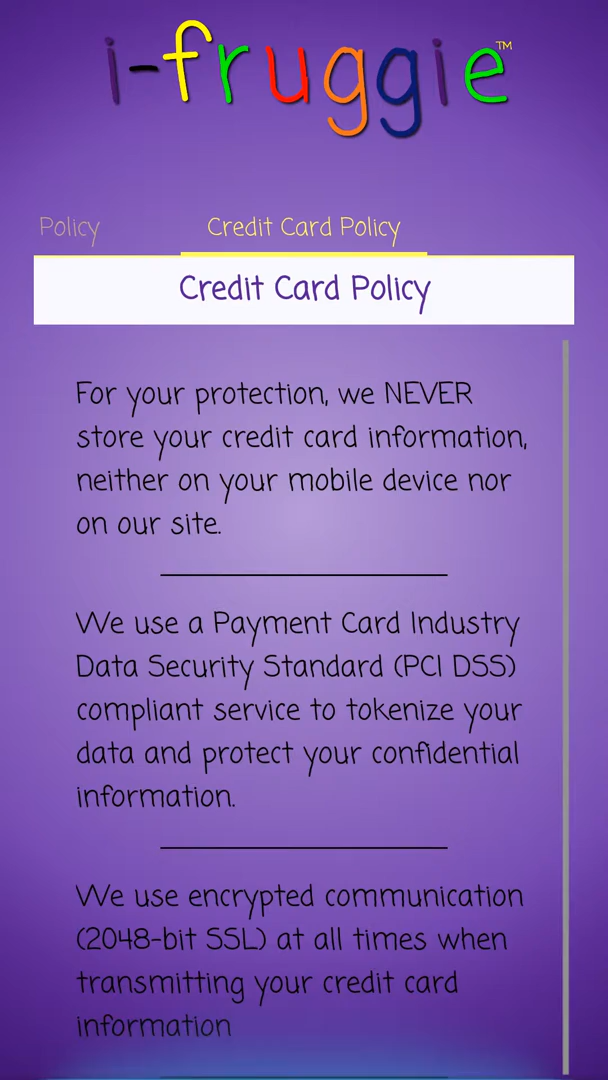 i-fruggie™
Policy
Credit Card Policy
Credit Card Policy
For your protection, we NEVER
store your credit card information,
neither on your mobile device nor
on our site.
We use a Payment Card Industry
Data Security Standard (PCI DSS)
compliant service to tokenize your
data and protect your confidential
information.
We use encrypted communication
(2048-bit SSL) at all times when
transmitting your credit card
information